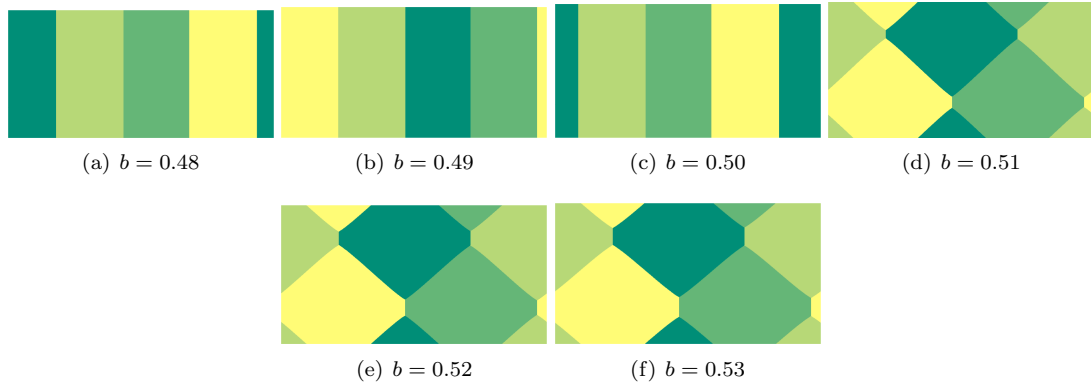 (a) b = 0.48
(b) b = 0.49
(c) b = 0.50
(d) b = 0.51
(e) b = 0.52
(f) b = 0.53